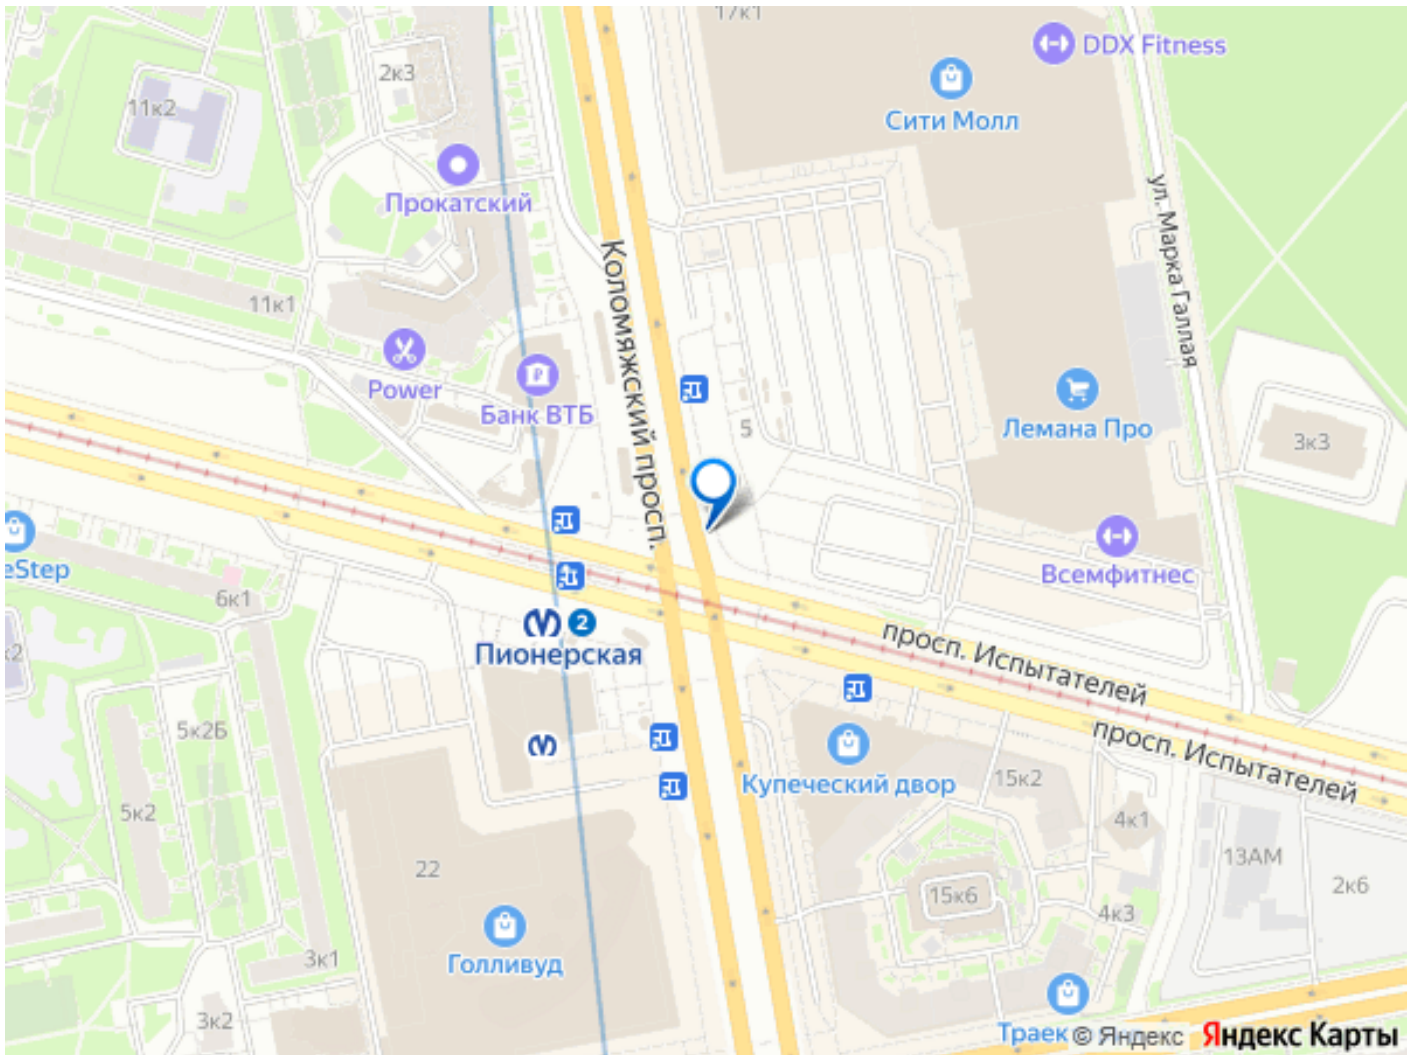 17к1
DDX Fitness
2к3
11к2
Сити Молл
Прокатский
ул. Марка Галлая
Коломяжский просп.
11к1
Power
Банк ВТБ
5
Лемана Про
3к3
eStep
6к1
Всемфитнес
2
Пионерская
просп. Испытателей
5к2Б
просп. Испытателей
Купеческий двор
15к2
5к2
4к1
13АМ
22
2к6
15к6
4к3
Голливуд
3к1
3к2
Траек
© Яндекс
Яндекс Карты